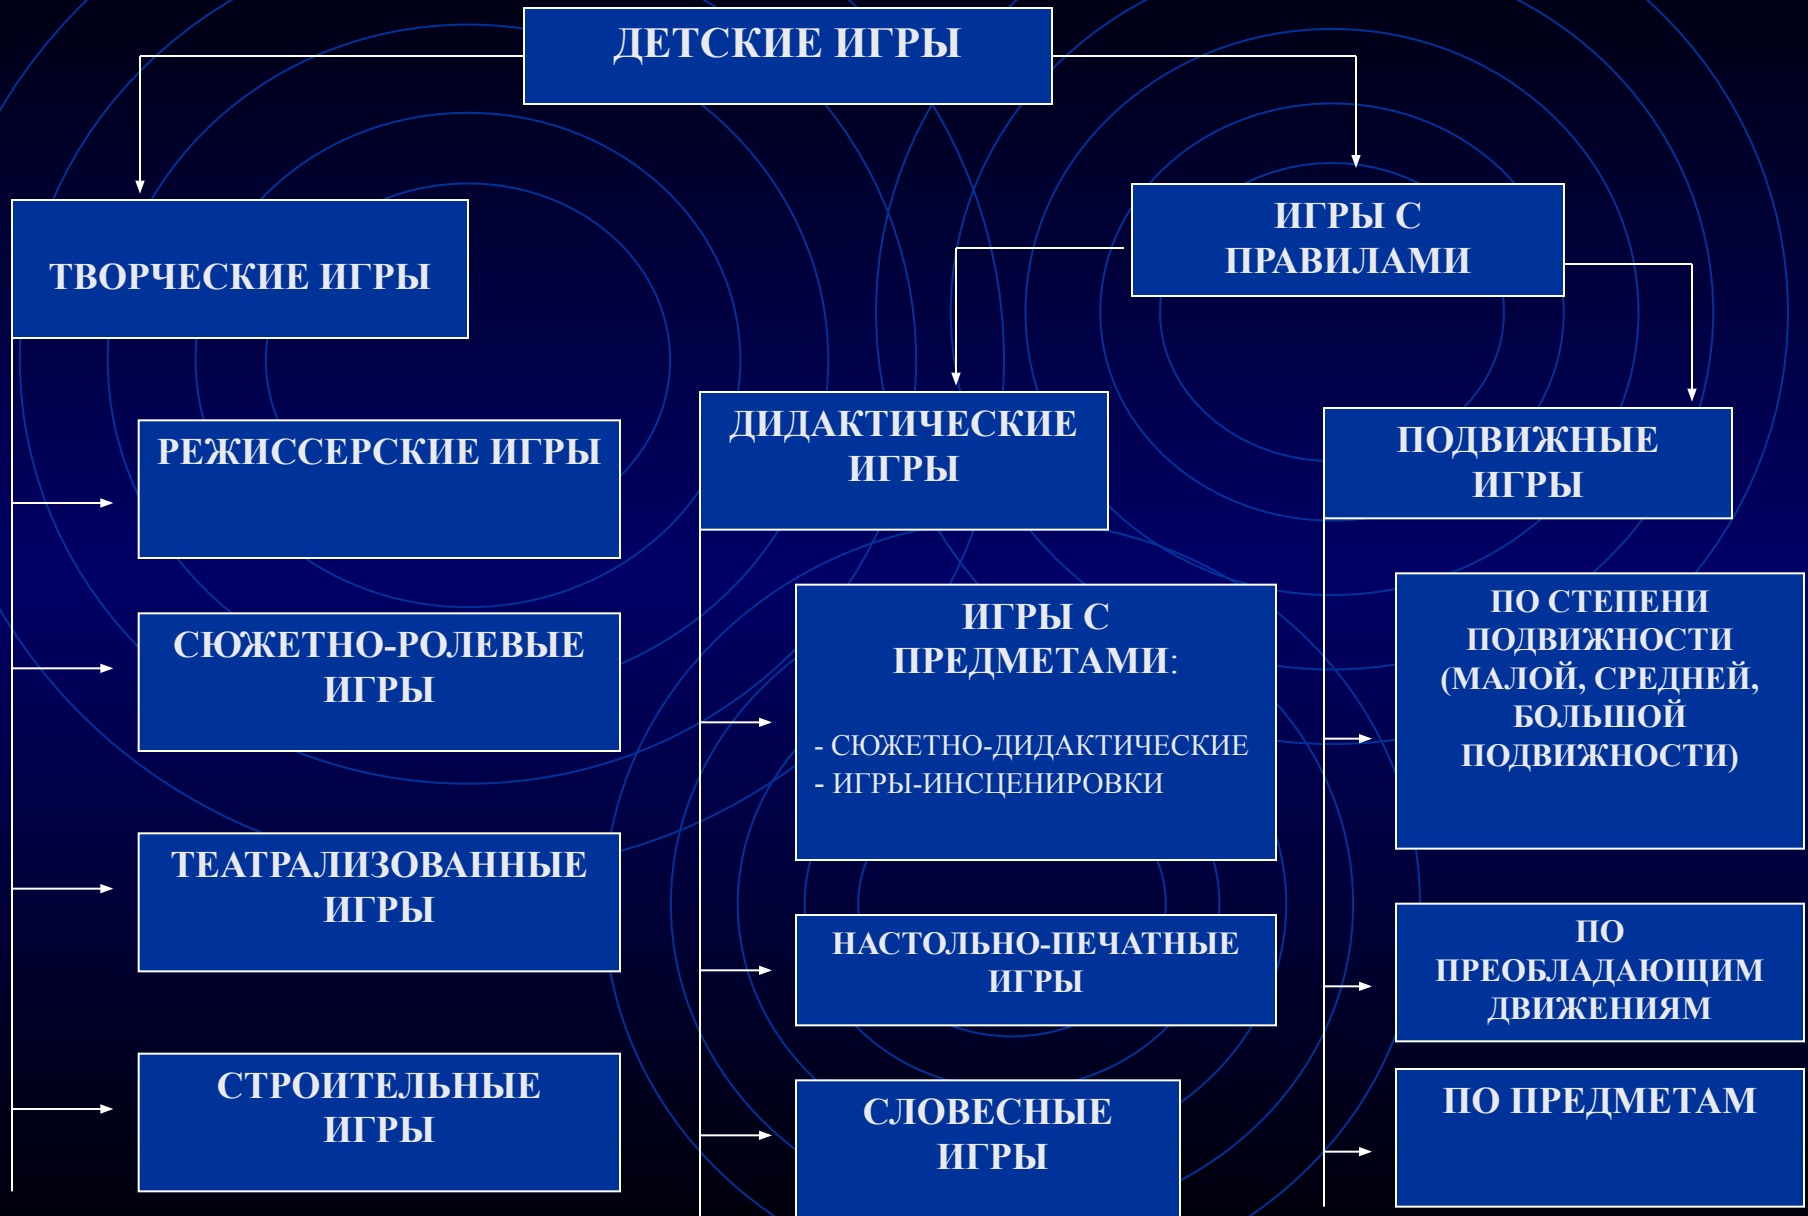 ДЕТСКИЕ ИГРЫ
ТВОРЧЕСКИЕ ИГРЫ
ИГРЫ С
ПРАВИЛАМИ
РЕЖИССЕРСКИЕ ИГРЫ
СЮЖЕТНО-РОЛЕВЫЕ
ИГРЫ
ТЕАТРАЛИЗОВАННЫЕ
ИГРЫ
СТРОИТЕЛЬНЫЕ
ИГРЫ
ДИДАКТИЧЕСКИЕ
ИГРЫ
ИГРЫ С
ПРЕДМЕТАМИ:
- СЮЖЕТНО-ДИДАКТИЧЕСКИЕ
- ИГРЫ-ИНСЦЕНИРОВКИ
НАСТОЛЬНО-ПЕЧАТНЫЕ
ИГРЫ
СЛОВЕСНЫЕ
ИГРЫ
ПОДВИЖНЫЕ
ИГРЫ
ПО СТЕПЕНИ
ПОДВИЖНОСТИ
(МАЛОЙ, СРЕДНЕЙ,
БОЛЬШОЙ
ПОДВИЖНОСТИ)
ПО
ПРЕОБЛАДАЮЩИМ
ДВИЖЕНИЯМ
ПО ПРЕДМЕТАМ